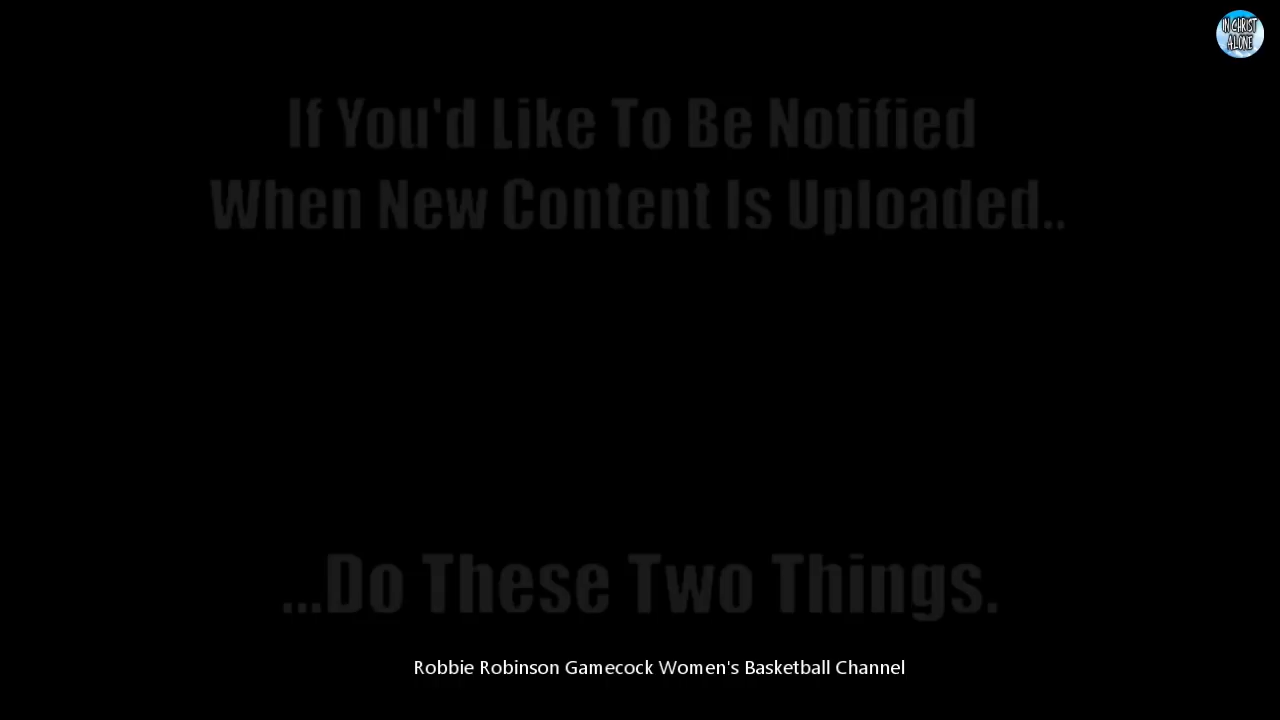 IN CHRIST
ALONE
If You'd Like To Be Notified
When New Content Is Uploaded..
...Do These Two Things.
Robbie Robinson Gamecock Women's Basketball Channel